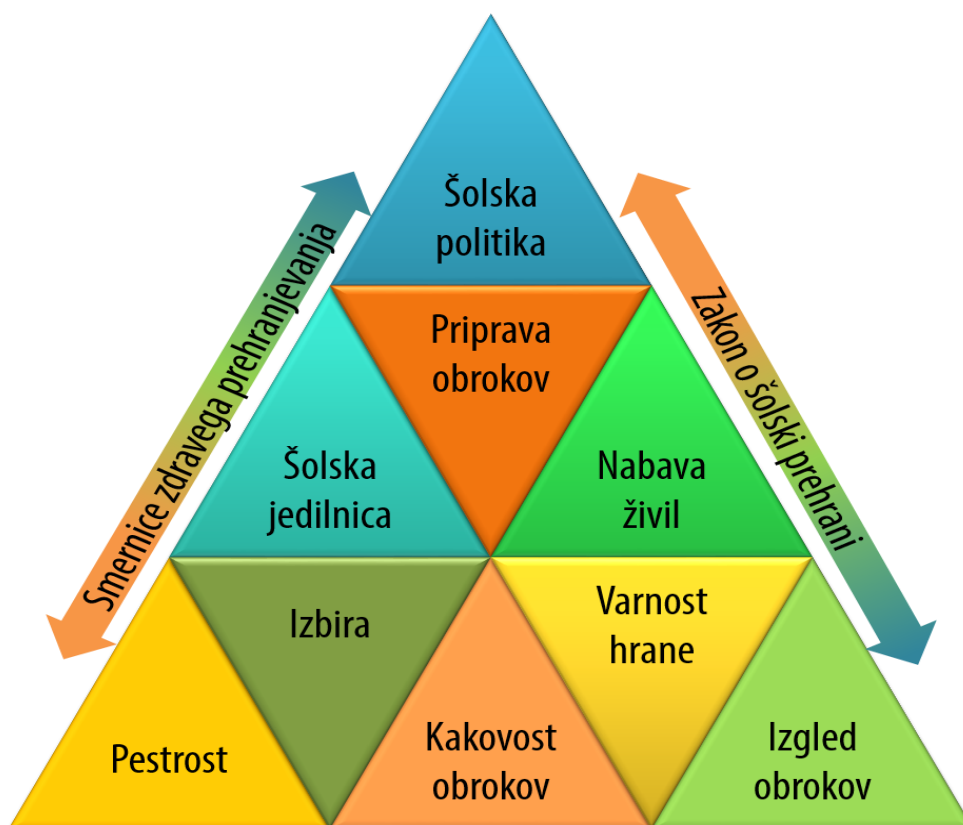 Šolska
politika
Smernice zdravega prehranjevanja
Zakon o šolski prehrani
Priprava
obrokov
Šolska
jedilnica
Nabava
živil
Izbira
Varnost
hrane
Pestrost
Kakovost
obrokov
Izgled
obrokov